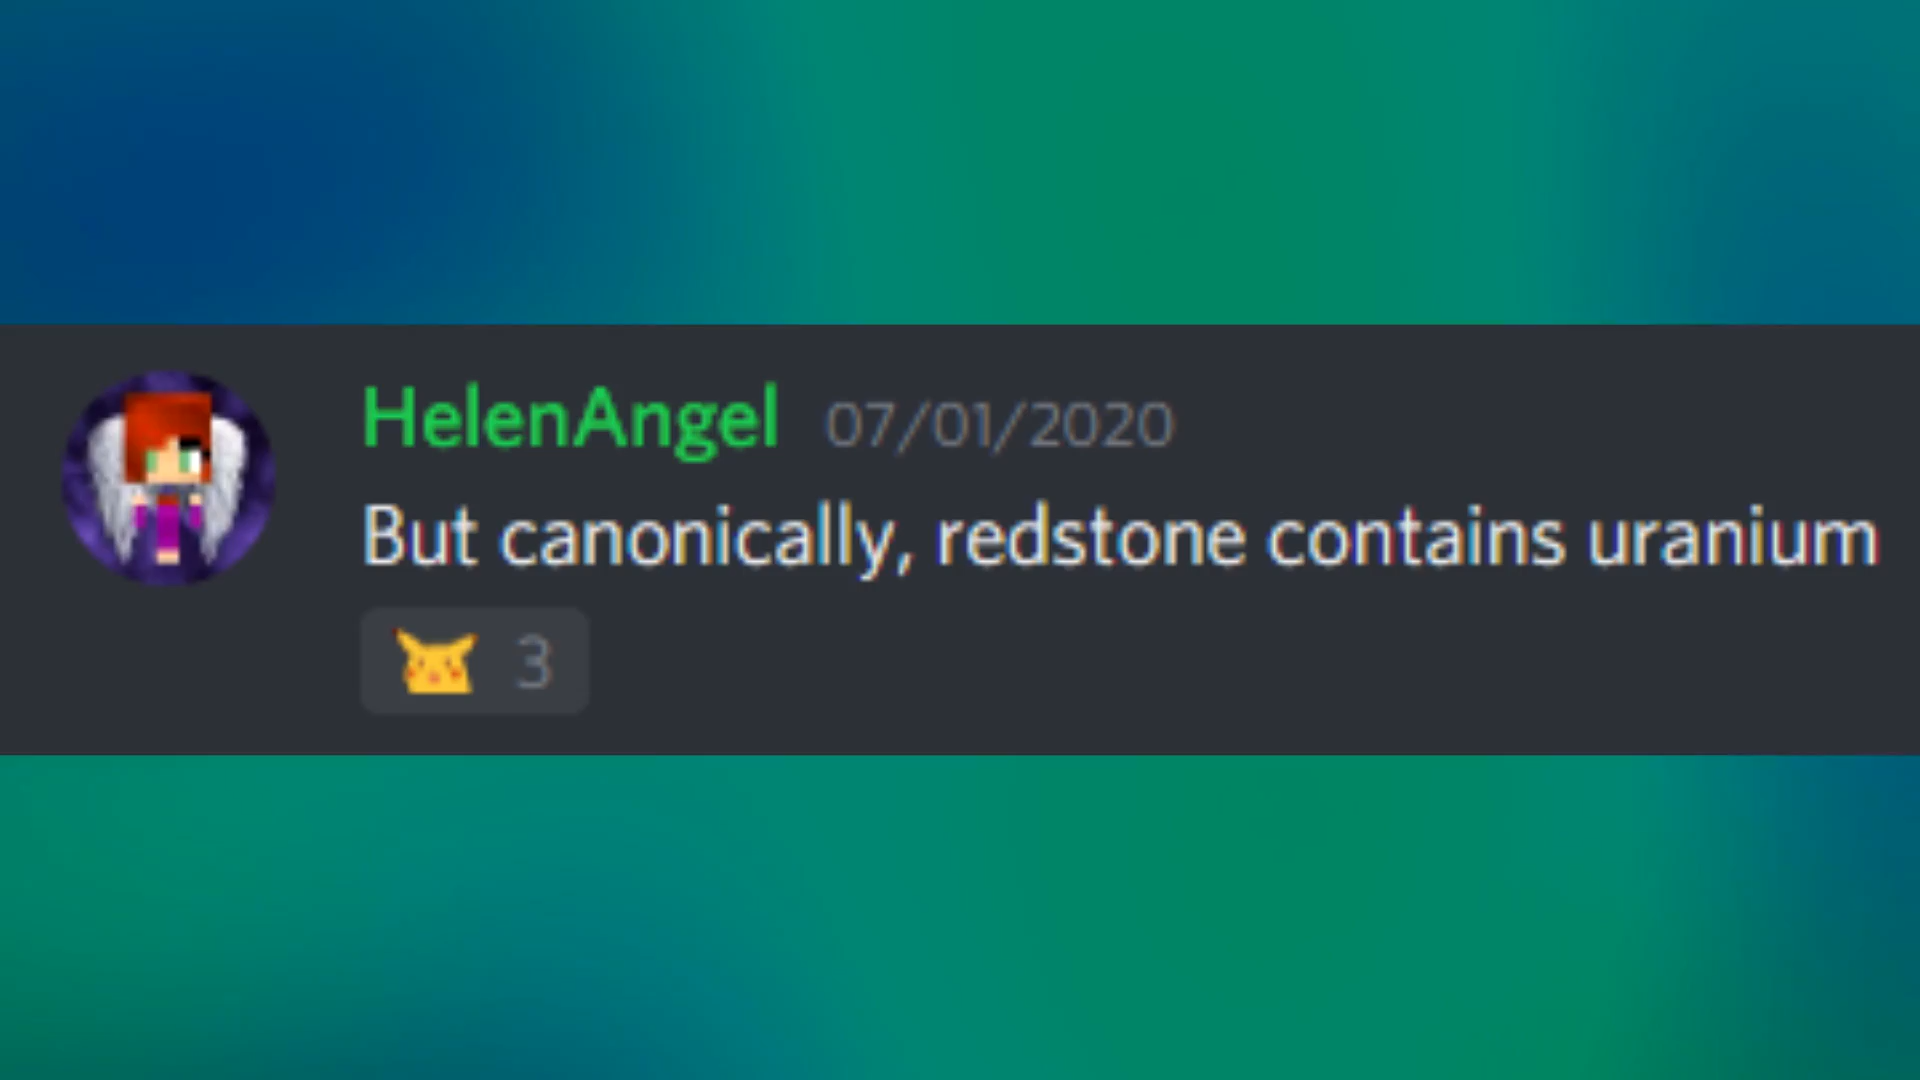 HelenAngel 07/01/2020
But canonically, redstone contains uranium
3